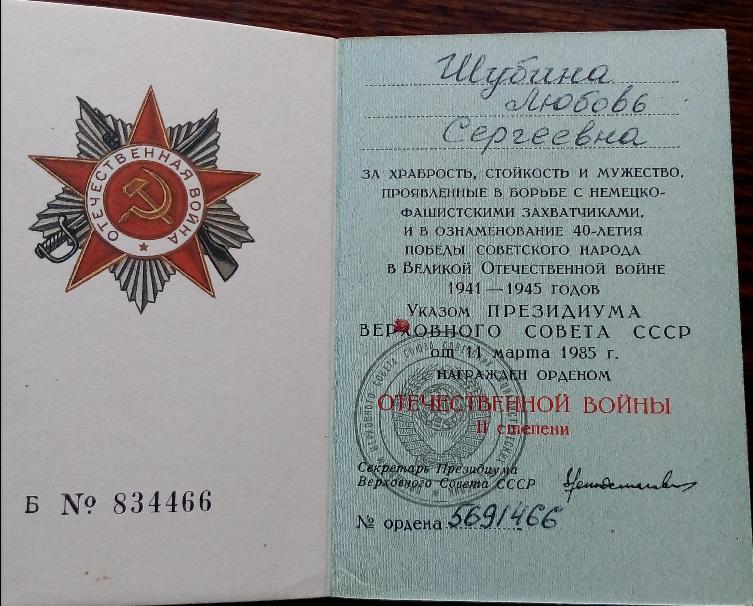 ОТЕЧЕСТВЕННАЯ ВОЙНА
Б № 834466
Шубина
Любовь
Сергеевна
ЗА ХРАБРОСТЬ, СТОЙКОСТЬ И МУЖЕСТВО,
ПРОЯВЛЕННЫЕ В БОРЬБЕ С НЕМЕЦКО-
ФАШИСТСКИМИ ЗАХВАТЧИКАМИ,
И В ОЗНАМЕНОВАНИЕ 40-ЛЕТИЯ
ПОБЕДЫ СОВЕТСКОГО НАРОДА
В ВЕЛИКОЙ ОТЕЧЕСТВЕННОЙ ВОЙНЕ
1941—1945 ГОДОВ
УКАЗОМ ПРЕЗИДИУМА
ВЕРХОВНОГО СОВЕТА СССР
от 11 марта 1985 г.
НАГРАЖДЕН ОРДЕНОМ
ОТЕЧЕСТВЕННОЙ ВОЙНЫ
II степени
Секретарь Президиума
Верховного Совета СССР
№ ордена 5691466